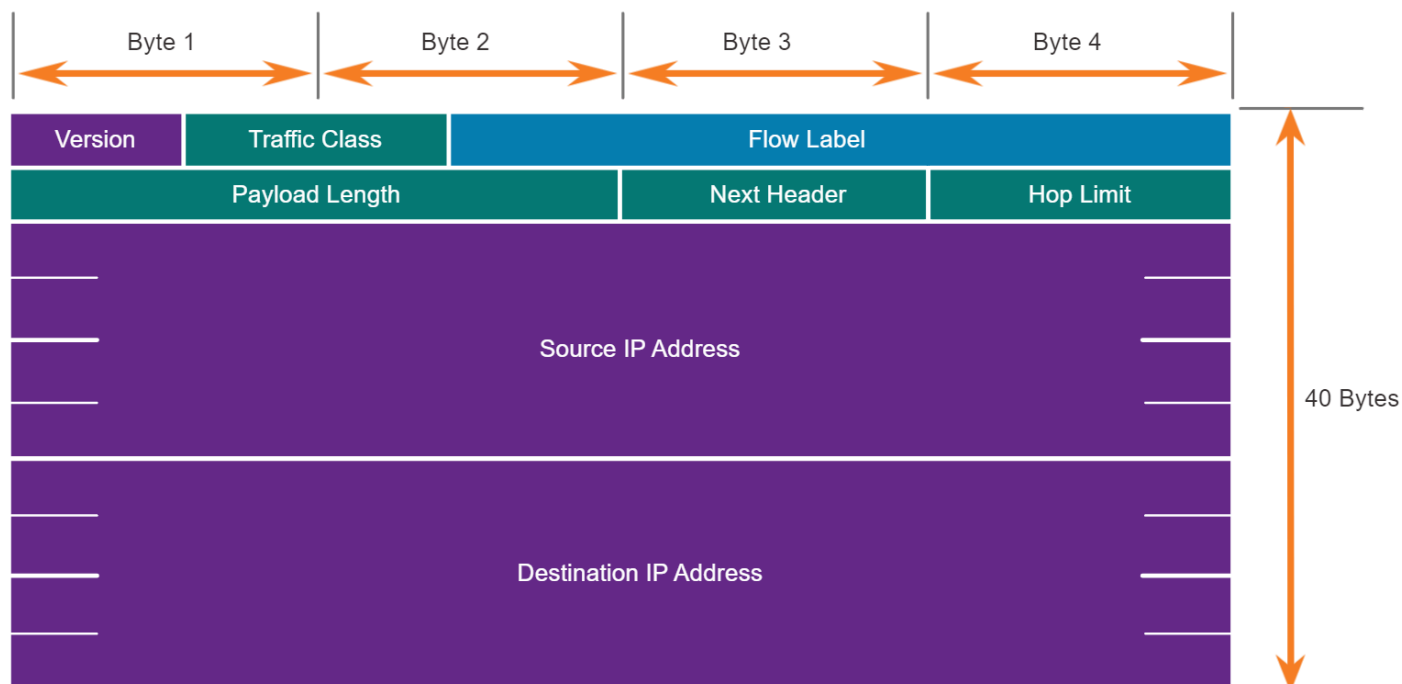 Byte 1 Byte 2 Byte 3 Byte 4
Version Traffic Class Flow Label
Payload Length Next Header Hop Limit
Source IP Address
40 Bytes
Destination IP Address